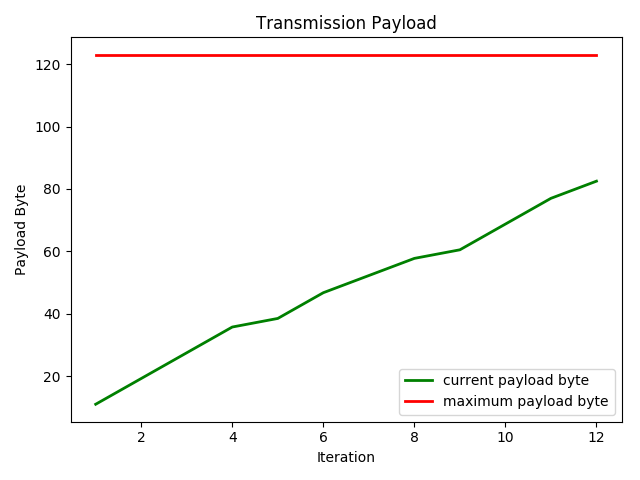 Transmission Payload
Payload Byte
120
100
80
60
40
20
2
4
6
8
10
12
Iteration
current payload byte
maximum payload byte